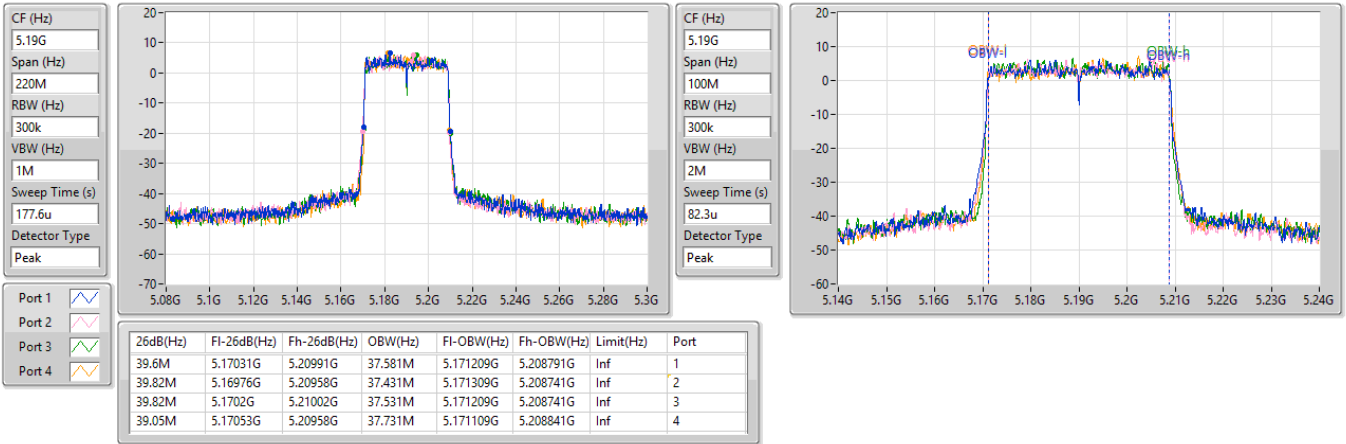 CF (Hz)
5.19G
Span (Hz)
220M
RBW (Hz)
300k
VBW (Hz)
1M
Sweep Time (s)
177.6u
Detector Type
Peak
20
10
0
-10
-20
-30
-40
-50
-60
-70
5.08G 5.1G 5.12G 5.14G 5.16G 5.18G 5.2G 5.22G 5.24G 5.26G 5.28G 5.3G
CF (Hz)
5.19G
Span (Hz)
100M
RBW (Hz)
300k
VBW (Hz)
2M
Sweep Time (s)
82.3u
Detector Type
Peak
20
10
0
-10
-20
-30
-40
-50
-60
OBW-l OBW-h
5.14G 5.15G 5.16G 5.17G 5.18G 5.19G 5.2G 5.21G 5.22G 5.23G 5.24G
Port 1
Port 2
Port 3
Port 4
26dB(Hz) Fl-26dB(Hz) Fh-26dB(Hz) OBW(Hz) Fl-OBW(Hz) Fh-OBW(Hz) Limit(Hz) Port
39.6M 5.17031G 5.20991G 37.581M 5.171209G 5.208791G Inf 1
39.82M 5.16976G 5.20958G 37.431M 5.171309G 5.208741G Inf 2
39.82M 5.1702G 5.21002G 37.531M 5.171209G 5.208741G Inf 3
39.05M 5.17053G 5.20958G 37.731M 5.171109G 5.208841G Inf 4